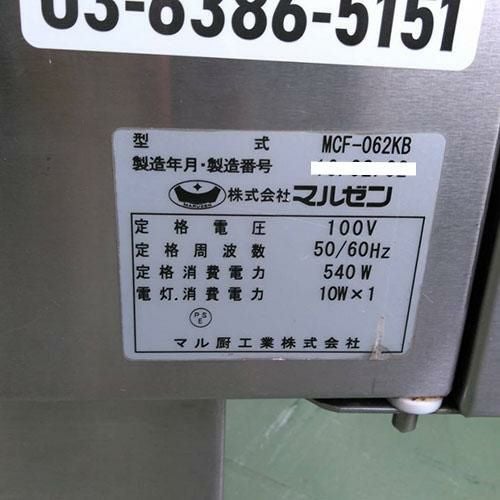 03-6386-5151
型 式 MCF-062KB
製造年月・製造番号
MARUZEN 株式会社 マルゼン
定格電圧 100V
定格周波数 50/60Hz
定格消費電力 540W
電灯.消費電力 10W×1
PSE
マル厨工業株式会社